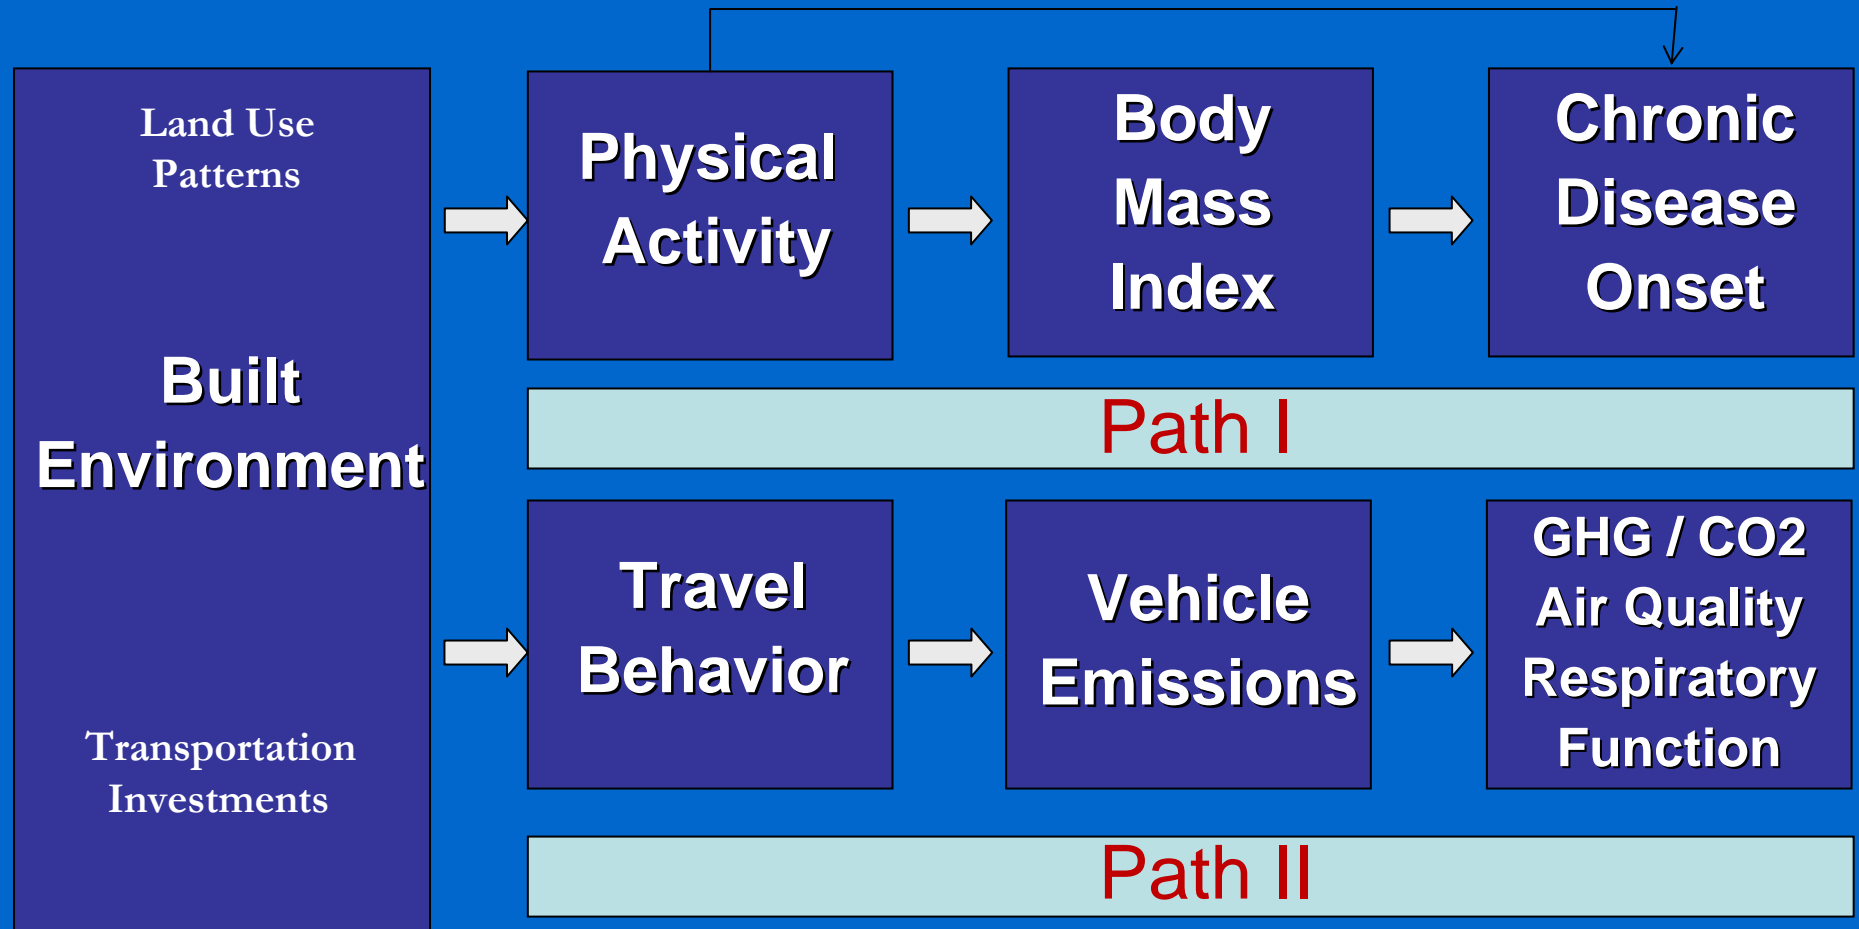 Land Use
Patterns
Built
Environment
Transportation
Investments
Physical
Activity
Body
Mass
Index
Chronic
Disease
Onset
Path I
Travel
Behavior
Vehicle
Emissions
GHG / CO2
Air Quality
Respiratory
Function
Path II